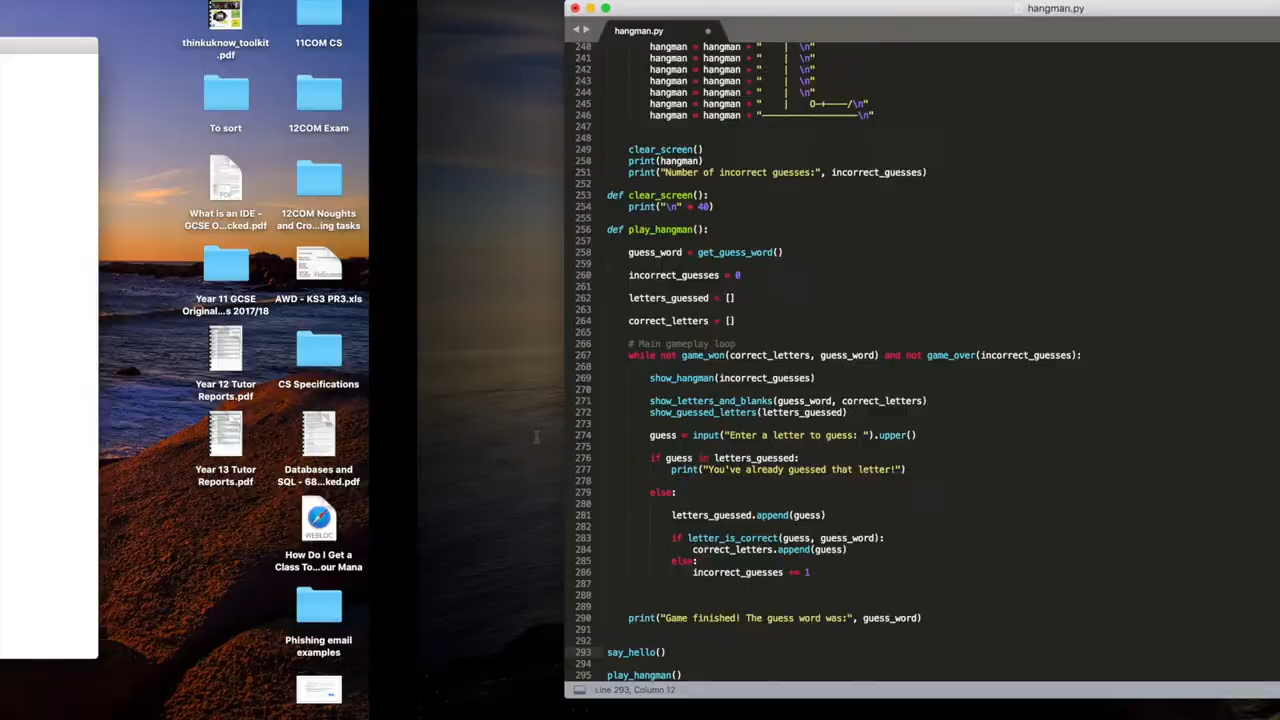 thinkuknow_toolkit
.pdf
11COM CS
To sort
12COM Exam
PDF
What is an IDE -
GCSE O...cked.pdf
12COM Noughts
and Cro...ing tasks
Year 11 GCSE
Original...s 2017/18
AWD - KS3 PR3.xls
Year 12 Tutor
Reports.pdf
CS Specifications
Year 13 Tutor
Reports.pdf
Databases and
SQL - 68...ked.pdf
WEBLOC
How Do I Get a
Class To...our Mana
Phishing email
examples
hangman.py
hangman.py
240 hangman = hangman + "    |  \n"
241 hangman = hangman + "    |  \n"
242 hangman = hangman + "    |  \n"
243 hangman = hangman + "    |  \n"
244 hangman = hangman + "    |  \n"
245 hangman = hangman + "    |    O-+----/\n"
246 hangman = hangman + "------------------\n"
247
248
249 clear_screen()
250 print(hangman)
251 print("Number of incorrect guesses:", incorrect_guesses)
252
253 def clear_screen():
254 print("\n" * 40)
255
256 def play_hangman():
257
258 guess_word = get_guess_word()
259
260 incorrect_guesses = 0
261
262 letters_guessed = []
263
264 correct_letters = []
265
266 # Main gameplay loop
267 while not game_won(correct_letters, guess_word) and not game_over(incorrect_guesses):
268
269 show_hangman(incorrect_guesses)
270
271 show_letters_and_blanks(guess_word, correct_letters)
272 show_guessed_letters(letters_guessed)
273
274 guess = input("Enter a letter to guess: ").upper()
275
276 if guess in letters_guessed:
277 print("You've already guessed that letter!")
278
279 else:
280
281 letters_guessed.append(guess)
282
283 if letter_is_correct(guess, guess_word):
284 correct_letters.append(guess)
285 else:
286 incorrect_guesses += 1
287
288
289
290 print("Game finished! The guess word was:", guess_word)
291
292
293 say_hello()
294
295 play_hangman()
Line 293, Column 12